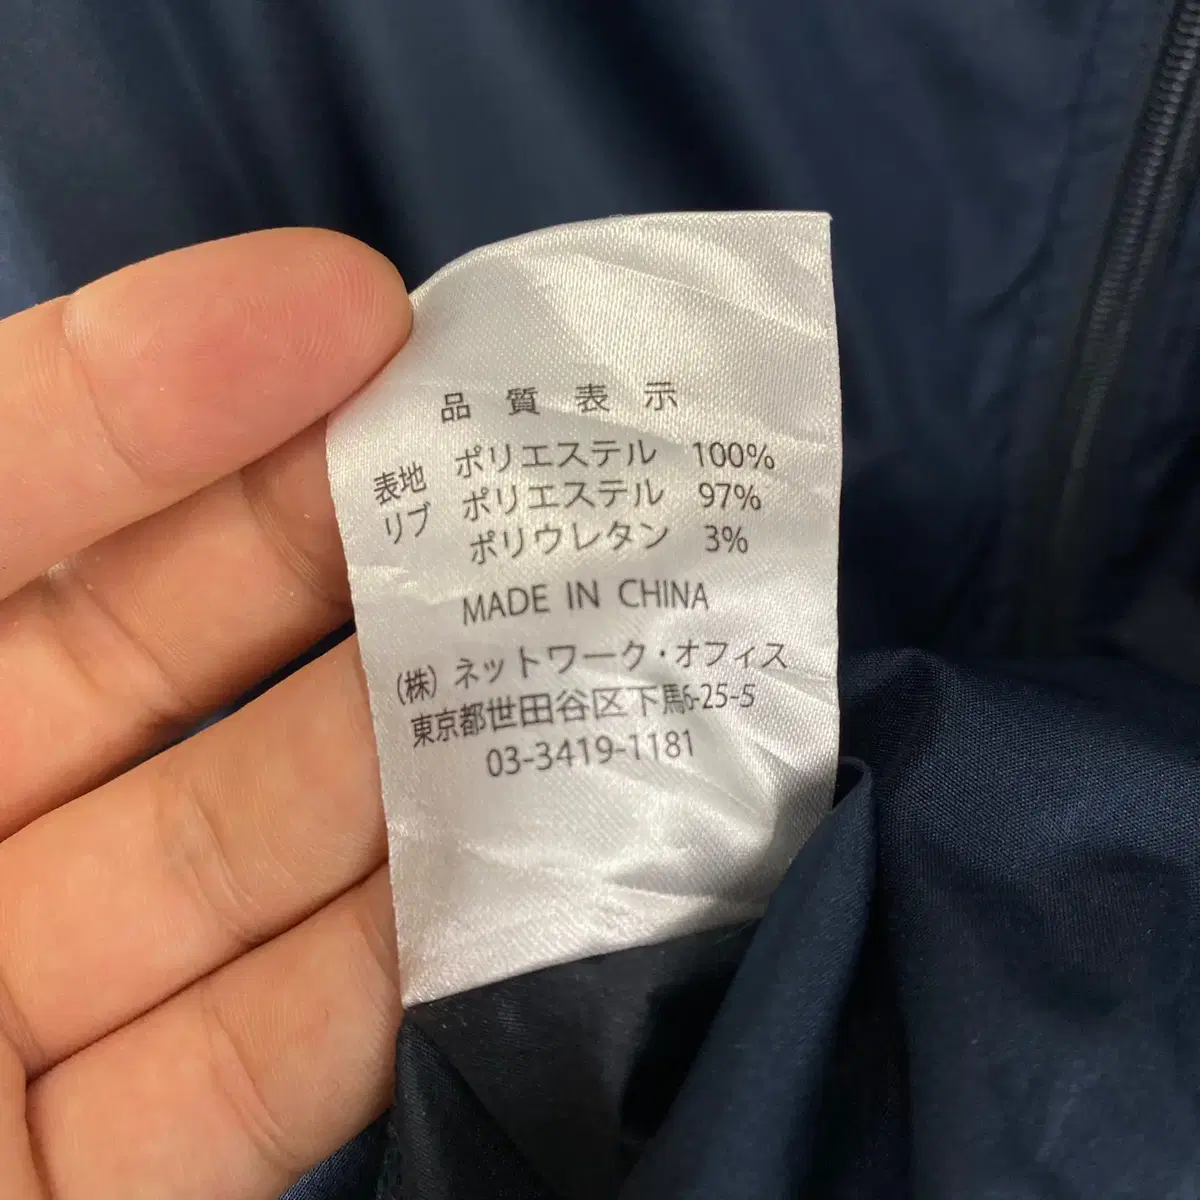 品質表示
表地 ポリエステル 100%
リブ ポリエステル 97%
ポリウレタン 3%
MADE IN CHINA
(株)ネットワーク・オフィス
東京都世田谷区下馬6-25-5
03-3419-1181